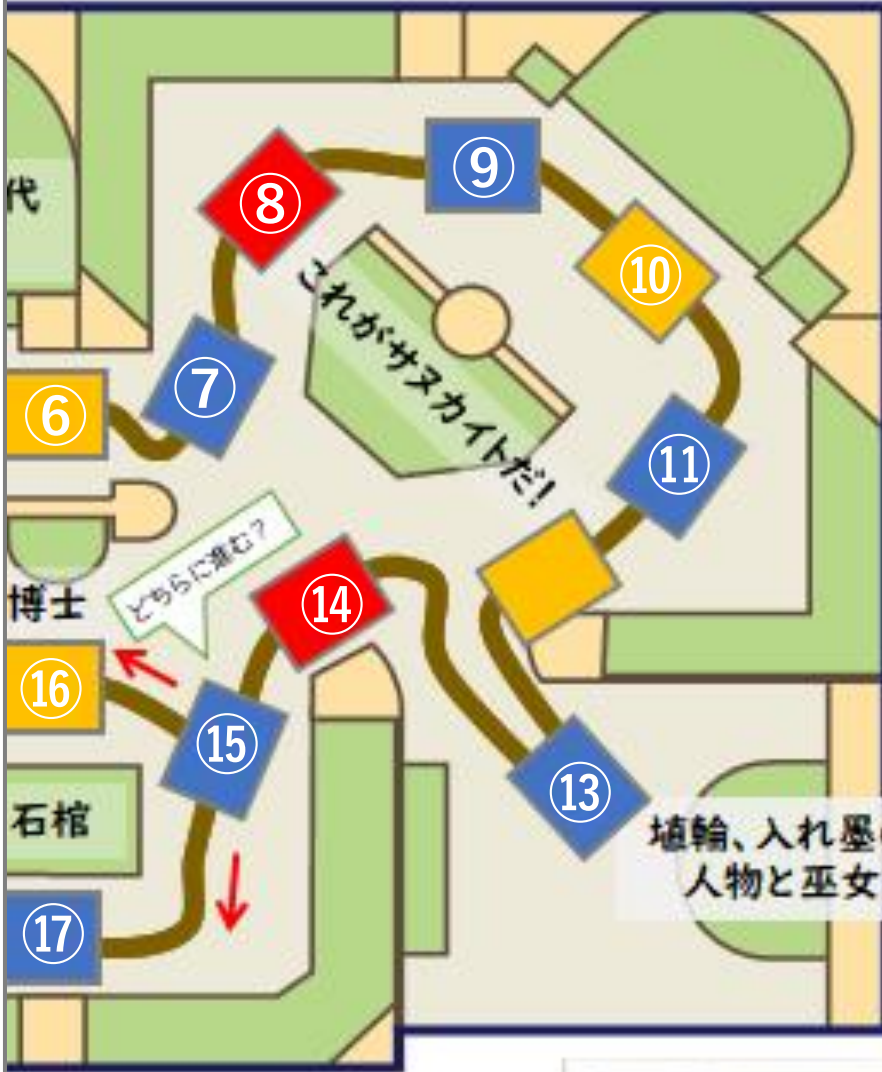 代
⑧
⑨
⑩
これがサヌカイトだ!
⑦
⑥
⑪
どちらに進む?
博士
⑭
⑯
⑮
⑬
石棺
埴輪、入れ墨
人物と巫女
⑰